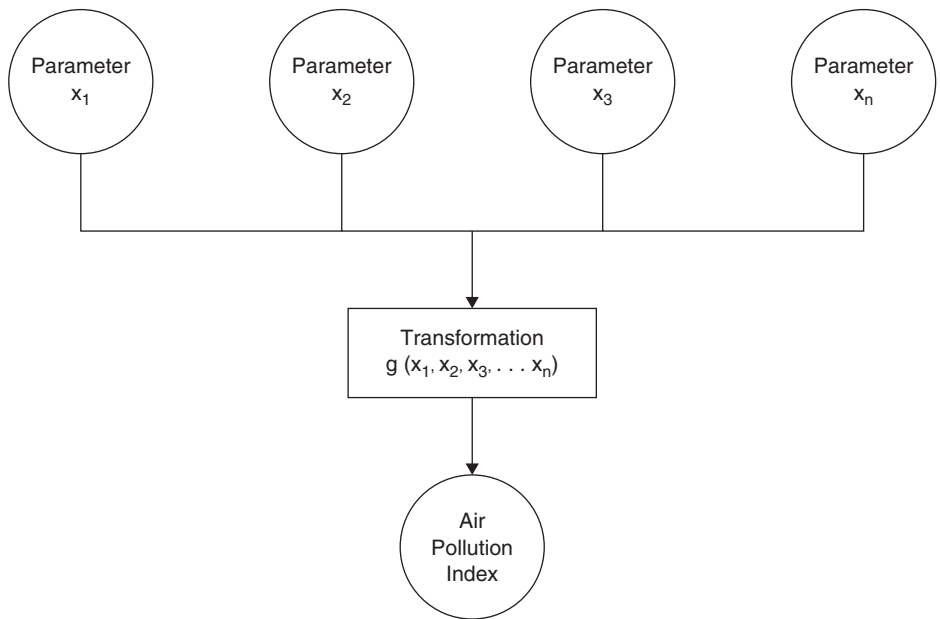 Parameter
x₁
Parameter
x₂
Parameter
x₃
Parameter
xₙ
Transformation
g (x₁, x₂, x₃, . . . xₙ)
Air
Pollution
Index